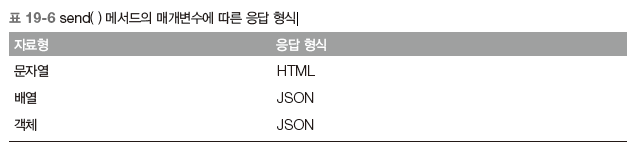 표 19-6 send( ) 메서드의 매개변수에 따른 응답 형식
자료형 응답 형식
문자열 HTML
배열 JSON
객체 JSON